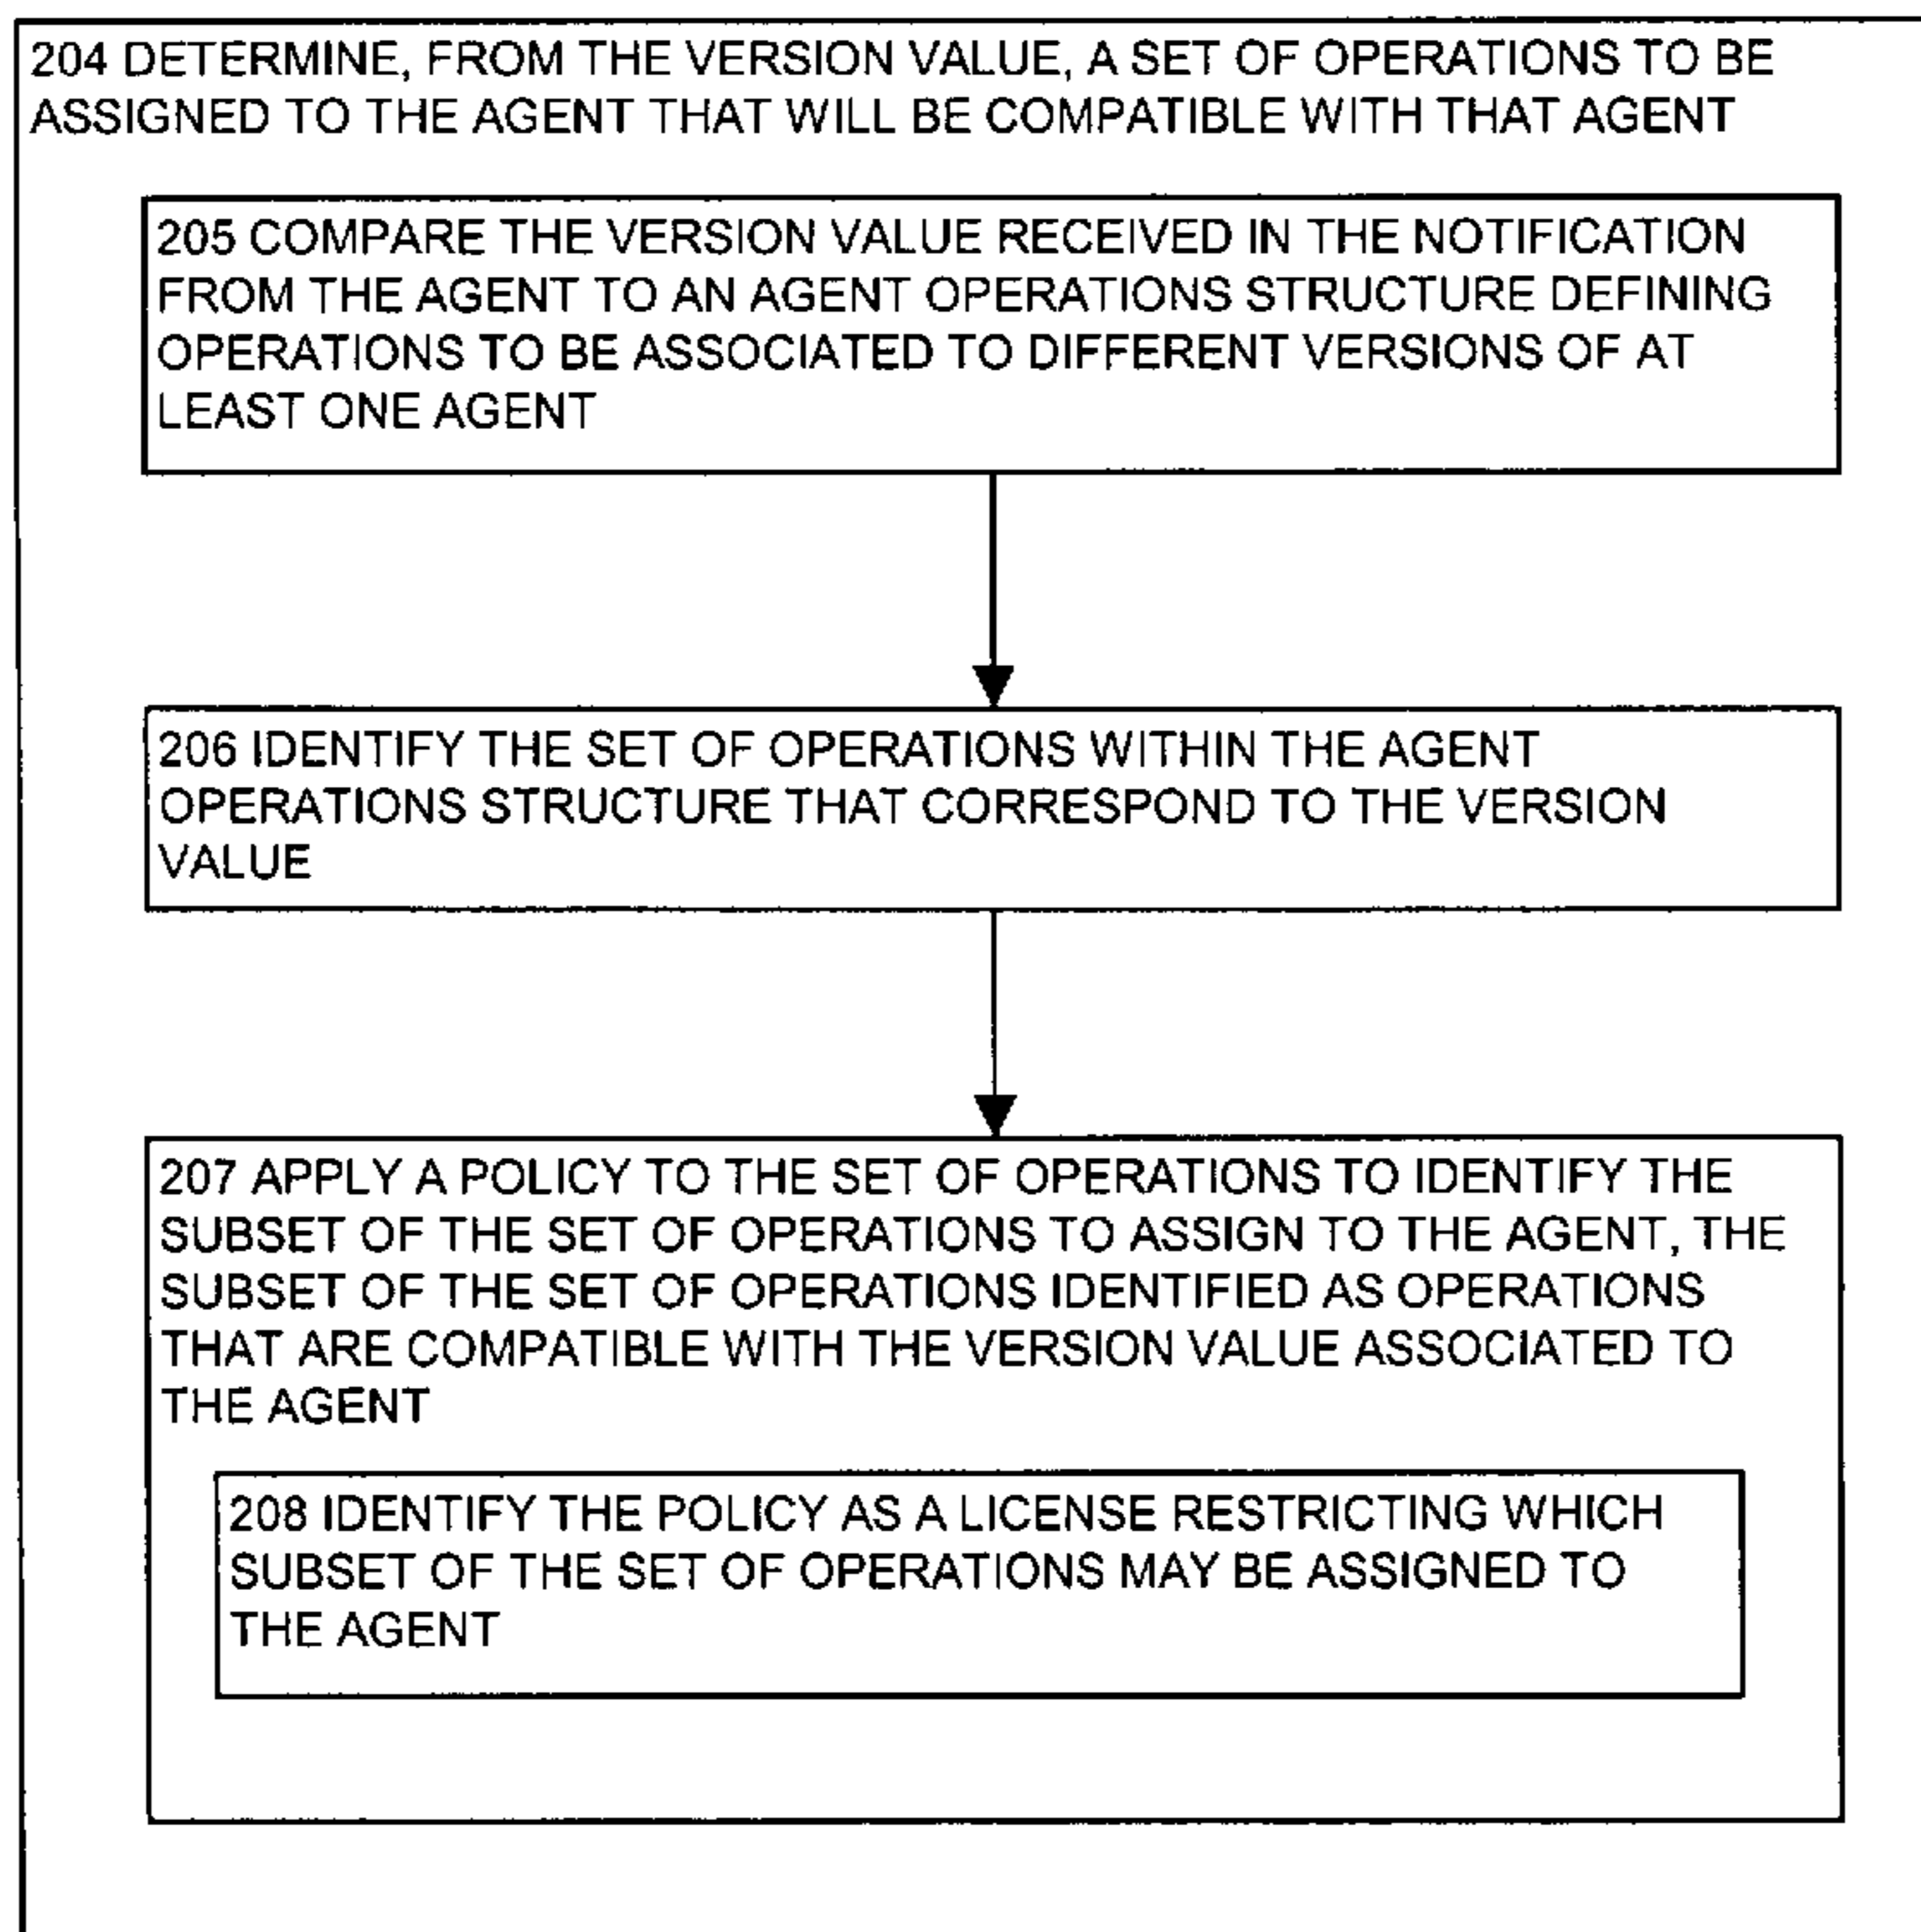 204 DETERMINE, FROM THE VERSION VALUE, A SET OF OPERATIONS TO BE
ASSIGNED TO THE AGENT THAT WILL BE COMPATIBLE WITH THAT AGENT
205 COMPARE THE VERSION VALUE RECEIVED IN THE NOTIFICATION
FROM THE AGENT TO AN AGENT OPERATIONS STRUCTURE DEFINING
OPERATIONS TO BE ASSOCIATED TO DIFFERENT VERSIONS OF AT
LEAST ONE AGENT
206 IDENTIFY THE SET OF OPERATIONS WITHIN THE AGENT
OPERATIONS STRUCTURE THAT CORRESPOND TO THE VERSION
VALUE
207 APPLY A POLICY TO THE SET OF OPERATIONS TO IDENTIFY THE
SUBSET OF THE SET OF OPERATIONS TO ASSIGN TO THE AGENT, THE
SUBSET OF THE SET OF OPERATIONS IDENTIFIED AS OPERATIONS
THAT ARE COMPATIBLE WITH THE VERSION VALUE ASSOCIATED TO
THE AGENT
208 IDENTIFY THE POLICY AS A LICENSE RESTRICTING WHICH
SUBSET OF THE SET OF OPERATIONS MAY BE ASSIGNED TO
THE AGENT